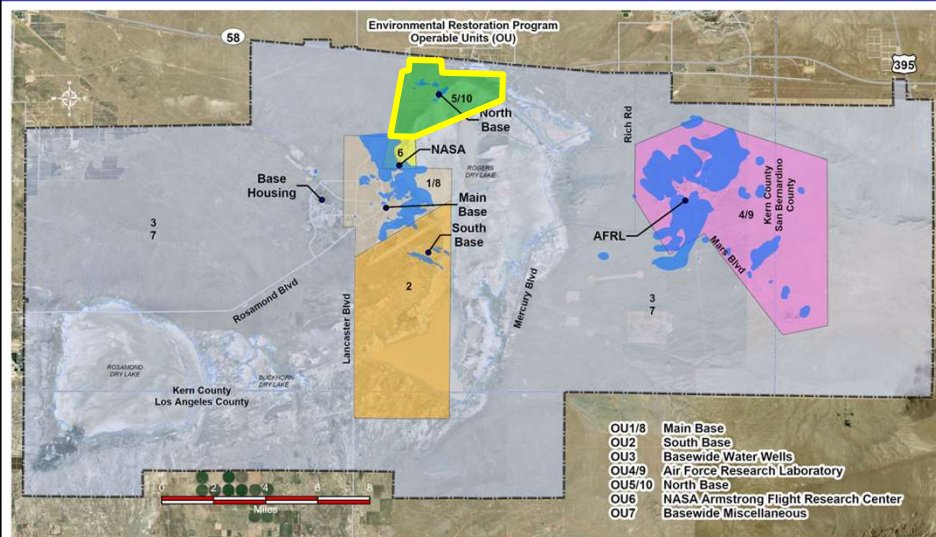 Environmental Restoration Program
Operable Units (OU)
58
395
5/10
North
Base
Rich Rd
6
NASA
ROGERS
DRY LAKE
Base
Housing
1/8
Main
Base
Kern County
San Bernardino
County
4/9
3
7
South
Base
AFRL
Mars Blvd
2
Rosamond Blvd
Lancaster Blvd
Mercury Blvd
3
7
ROSAMOND
DRY LAKE
BUCKHORN
DRY LAKE
Kern County
Los Angeles County
0 2 4 6 8
Miles
OU1/8 Main Base
OU2 South Base
OU3 Basewide Water Wells
OU4/9 Air Force Research Laboratory
OU5/10 North Base
OU6 NASA Armstrong Flight Research Center
OU7 Basewide Miscellaneous